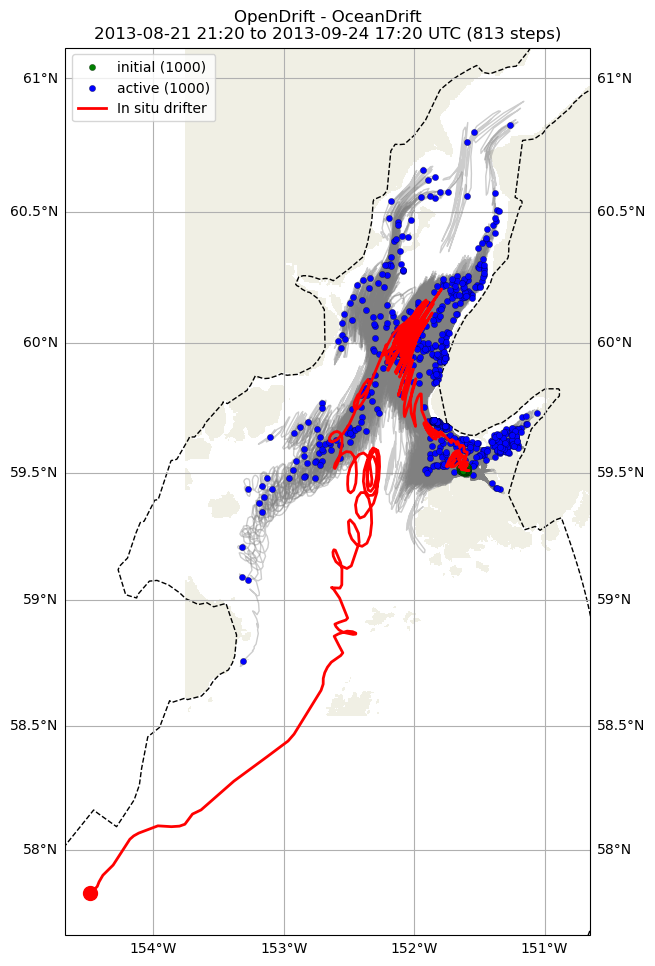 OpenDrift - OceanDrift
2013-08-21 21:20 to 2013-09-24 17:20 UTC (813 steps)
initial (1000)
active (1000)
In situ drifter
61°N
61°N
60.5°N
60.5°N
60°N
60°N
59.5°N
59.5°N
59°N
59°N
58.5°N
58.5°N
58°N
58°N
154°W
153°W
152°W
151°W